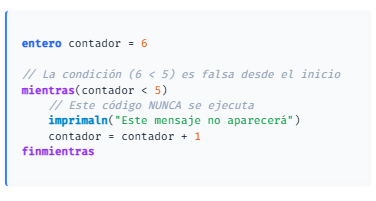 entero contador = 6
// La condición (6 < 5) es falsa desde el inicio
mientras(contador < 5)
// Este código NUNCA se ejecuta
imprimaln("Este mensaje no aparecerá")
contador = contador + 1
finmientras